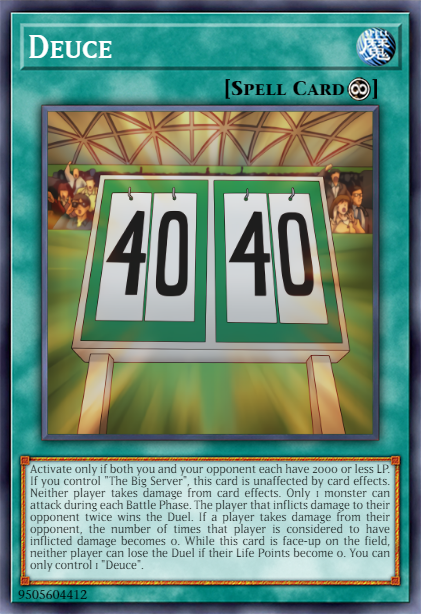 Deuce
[Spell Card]
40 40
Activate only if both you and your opponent each have 2000 or less LP.
If you control "The Big Server", this card is unaffected by card effects.
Neither player takes damage from card effects. Only 1 monster can
attack during each Battle Phase. The player that inflicts damage to their
opponent twice wins the Duel. If a player takes damage from their
opponent, the number of times that player is considered to have
inflicted damage becomes 0. While this card is face-up on the field,
neither player can lose the Duel if their Life Points become 0. You can
only control 1 "Deuce".
9505604412